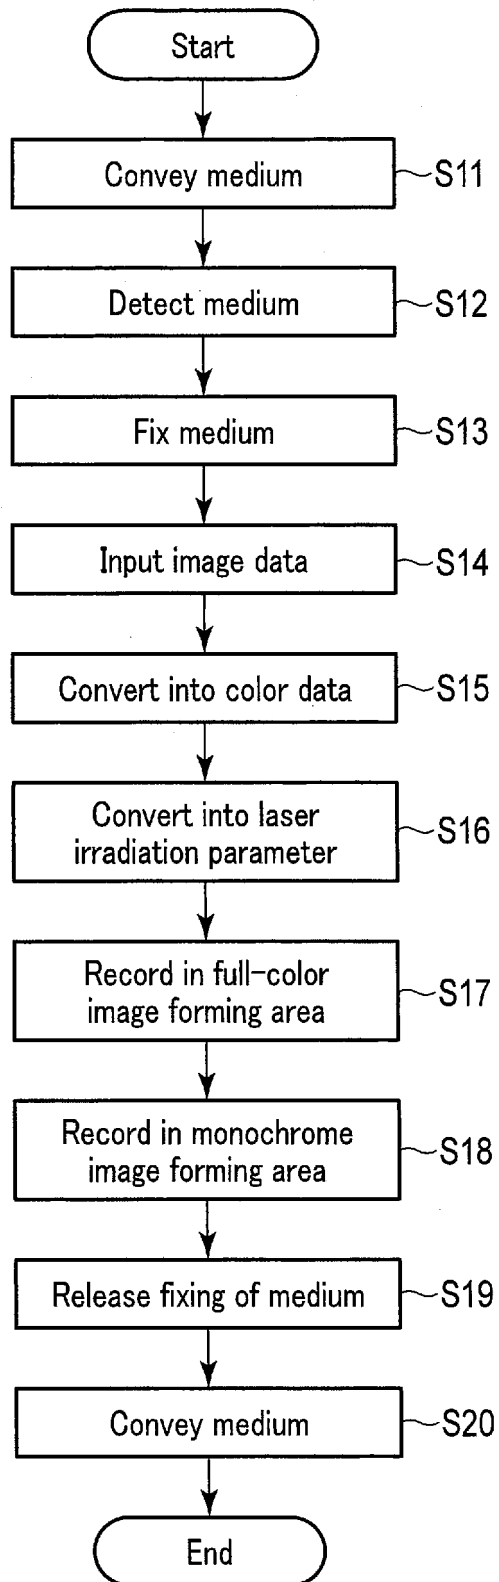 Start
Convey medium
S11
Detect medium
S12
Fix medium
S13
Input image data
S14
Convert into color data
S15
Convert into laser
irradiation parameter
S16
Record in full-color
image forming area
S17
Record in monochrome
image forming area
S18
Release fixing of medium
S19
Convey medium
S20
End